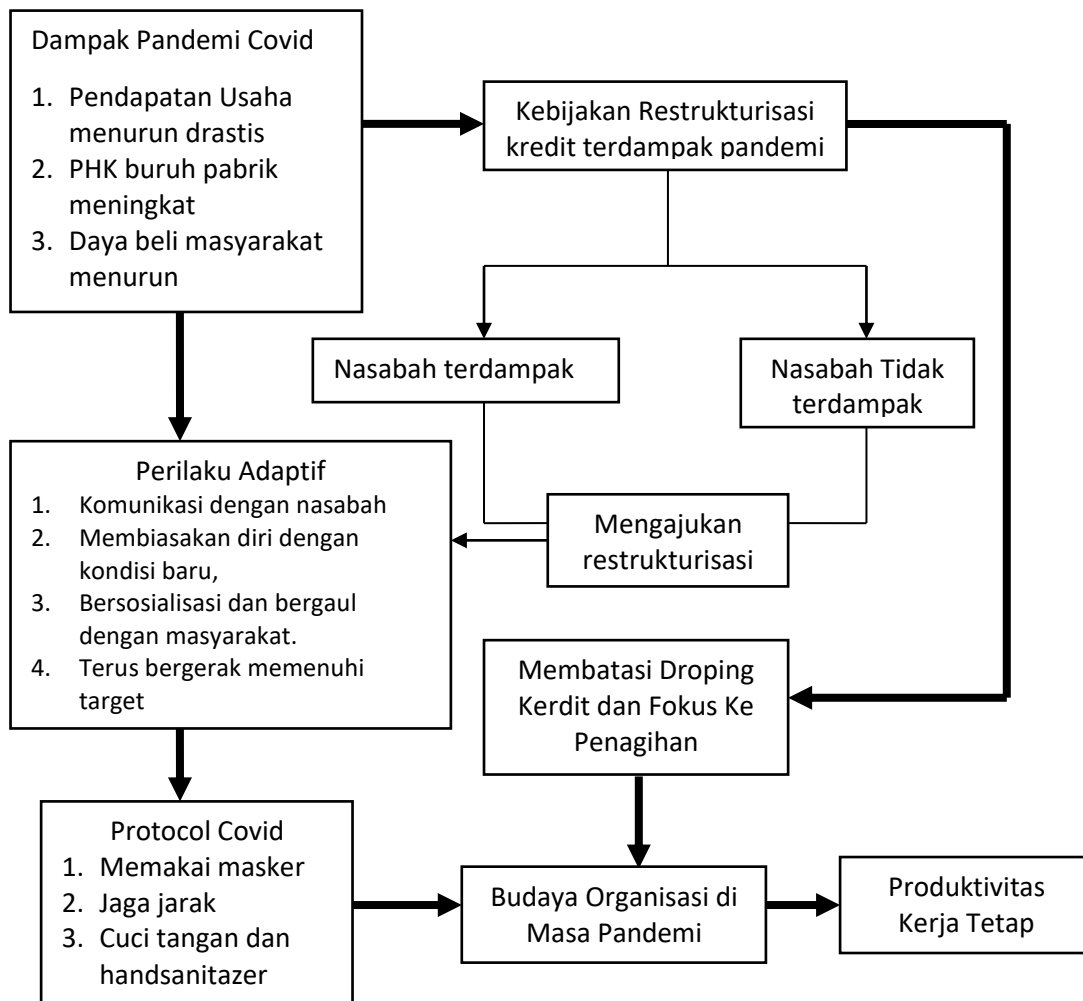 Dampak Pandemi Covid
1. Pendapatan Usaha
menurun drastis
2. PHK buruh pabrik
meningkat
3. Daya beli masyarakat
menurun
Kebijakan Restrukturisasi
kredit terdampak pandemi
Nasabah terdampak
Nasabah Tidak
terdampak
Perilaku Adaptif
1. Komunikasi dengan nasabah
2. Membiasakan diri dengan
kondisi baru,
3. Bersosialisasi dan bergaul
dengan masyarakat.
4. Terus bergerak memenuhi
target
Mengajukan
restrukturisasi
Membatasi Droping
Kerdit dan Fokus Ke
Penagihan
Protocol Covid
1. Memakai masker
2. Jaga jarak
3. Cuci tangan dan
handsanitazer
Budaya Organisasi di
Masa Pandemi
Produktivitas
Kerja Tetap